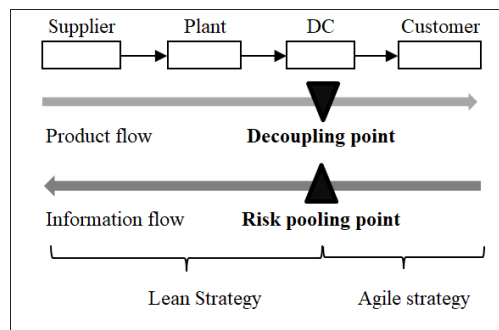 Supplier Plant DC Customer
Product flow Decoupling point
Information flow Risk pooling point
Lean Strategy Agile strategy